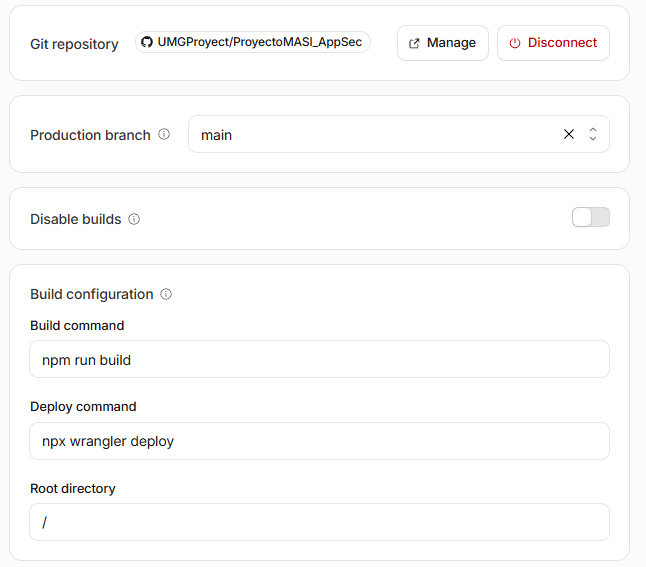 Git repository
UMGProyect/ProyectoMASI_AppSec
Manage
Disconnect
Production branch
main
Disable builds
Build configuration
Build command
npm run build
Deploy command
npx wrangler deploy
Root directory
/